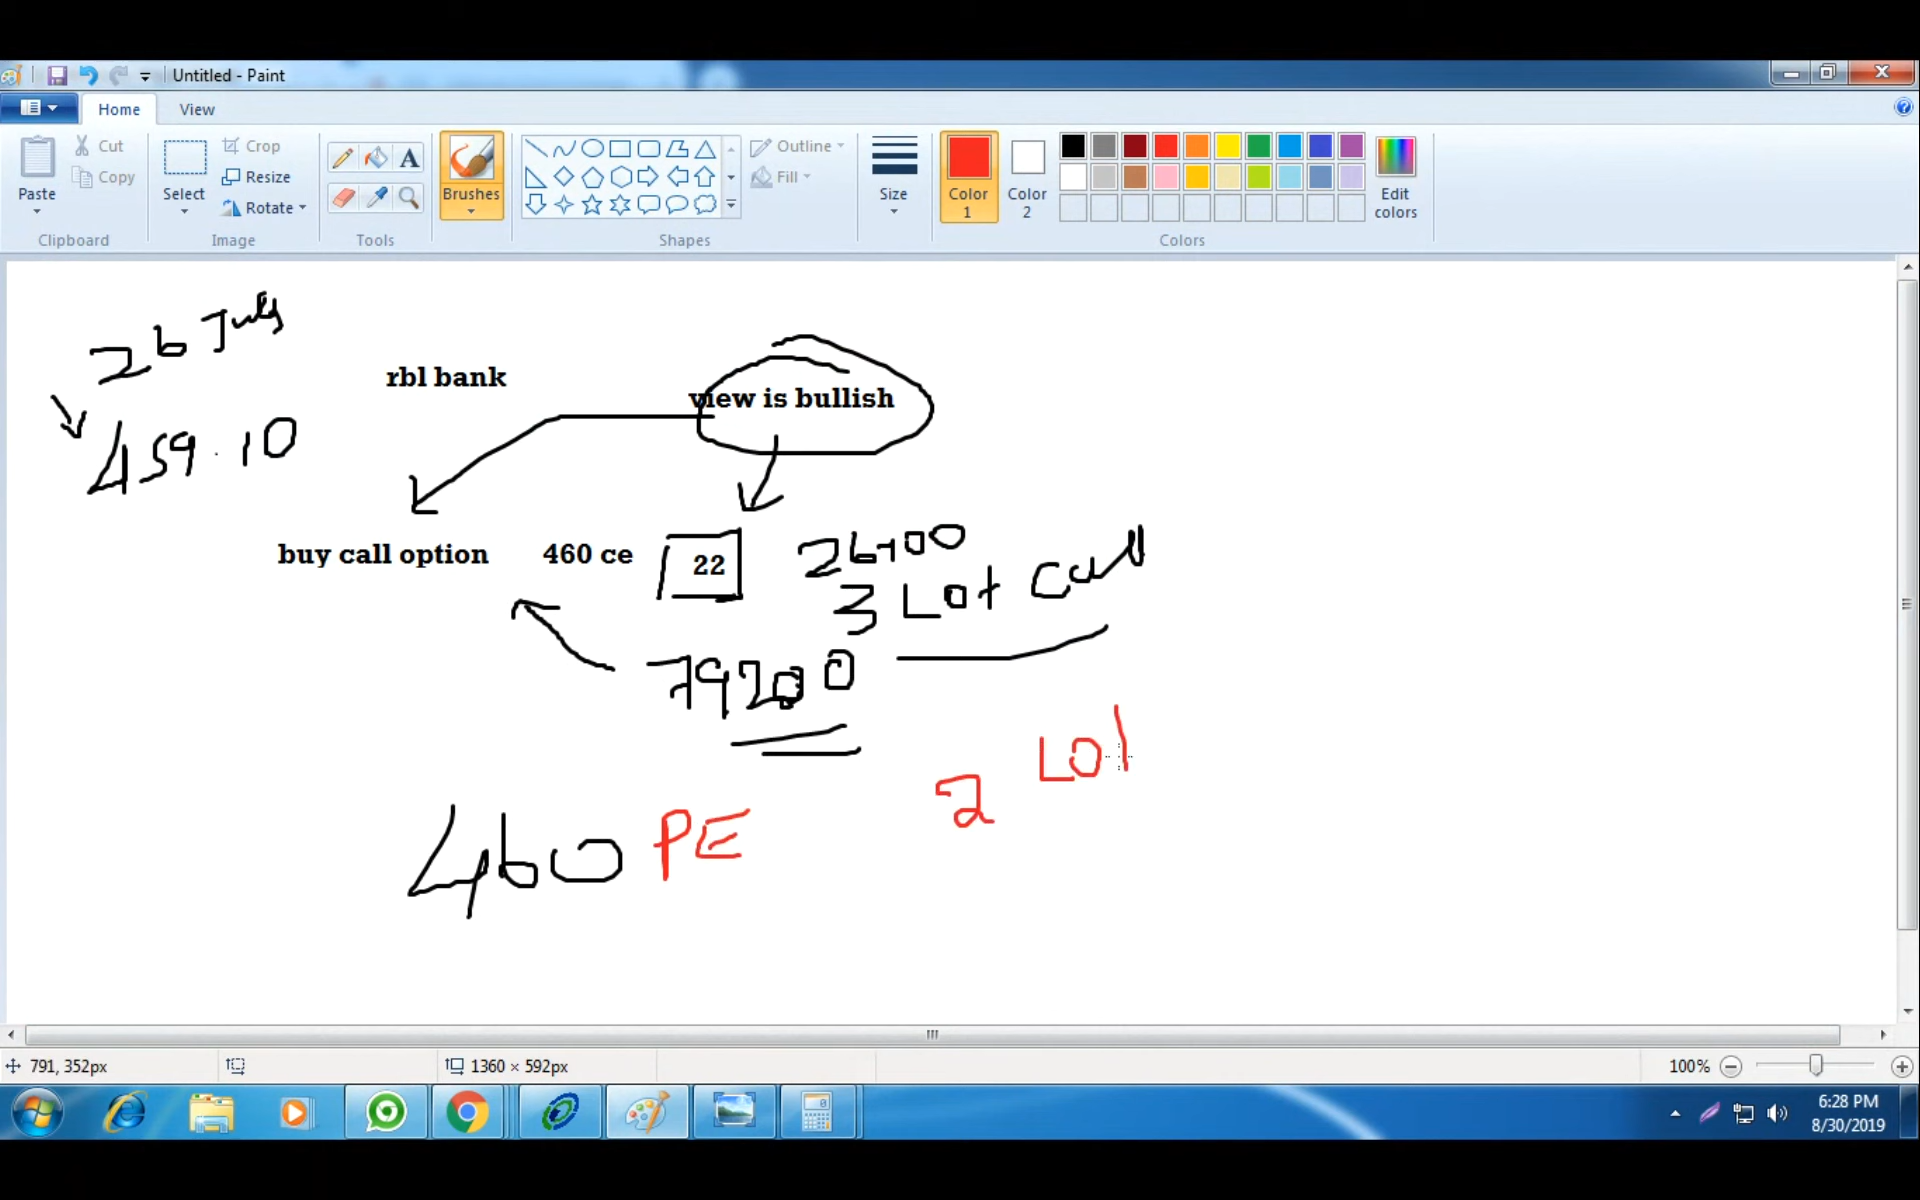 Untitled - Paint
Home View
Cut
Copy
Paste
Clipboard
Select
Crop
Resize
Rotate
Image
Tools
Brushes
Shapes
Outline
Fill
Size
Color 1
Color 2
Edit colors
Colors
26 July
459.10
rbl bank
view is bullish
buy call option 460 ce 22
26400
3 Lot Call
79200
460 PE 2 Lot
791, 352px
1360 × 592px
100%
6:28 PM
8/30/2019